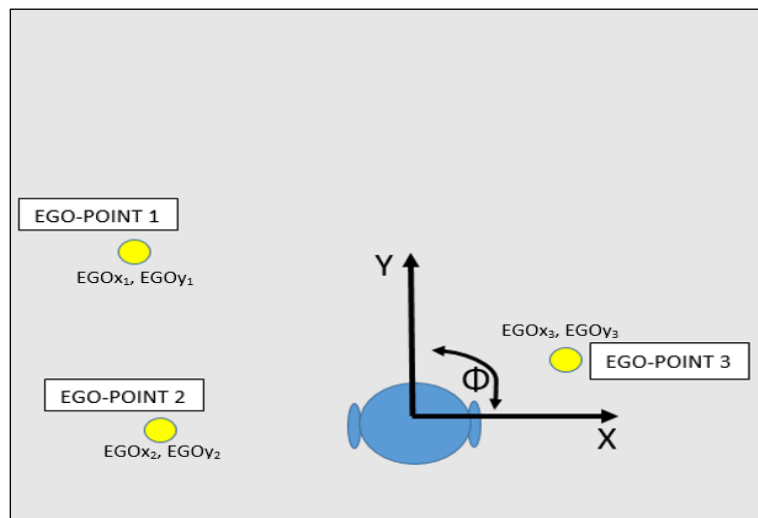 EGO-POINT 1
EGOx₁, EGOy₁
Y
EGOx₃, EGOy₃
EGO-POINT 3
Φ
EGO-POINT 2
X
EGOx₂, EGOy₂